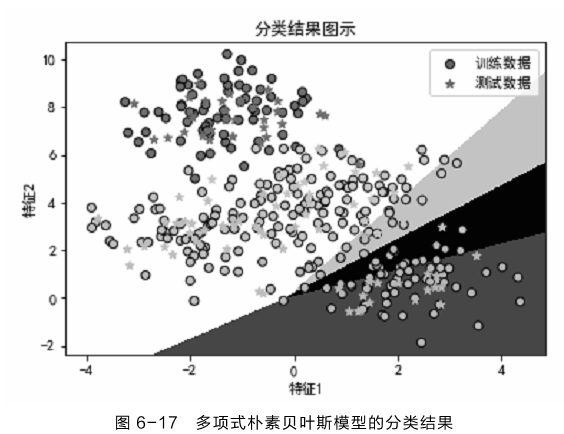 分类结果图示
训练数据
测试数据
特征2
10
8
6
4
2
0
-2
-4
-2
0
2
4
特征1
图 6-17 多项式朴素贝叶斯模型的分类结果